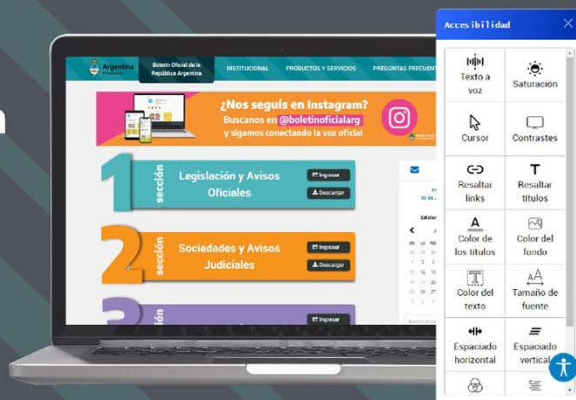 Argentina
Boletín Oficial de la
República Argentina
INSTITUCIONAL
PRODUCTOS Y SERVICIOS
PREGUNTAS FRECUENT
¿Nos seguís en Instagram?
Buscanos en @boletinoficialarg
y sigamos conectando la voz oficial
1
sección
Legislación y Avisos
Oficiales
Ingresar
Descargar
2
sección
Sociedades y Avisos
Judiciales
Ingresar
Descargar
3
sección
Ingresar
Accesibilidad
Texto a
voz
Saturación
Cursor
Contrastes
Resaltar
links
Resaltar
títulos
Color de
los títulos
Color del
fondo
Color del
texto
Tamaño de
fuente
Espaciado
horizontal
Espaciado
vertical